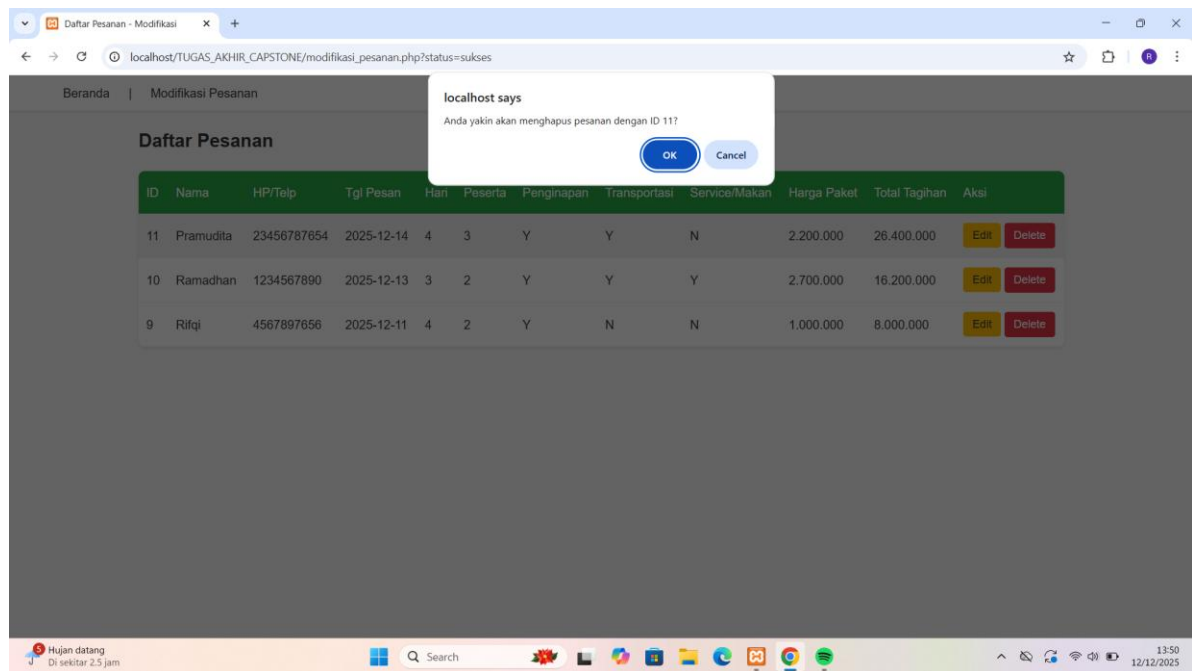 Daftar Pesanan - Modifikasi
localhost/TUGAS_AKHIR_CAPSTONE/modifikasi_pesanan.php?status=sukses
R
Beranda | Modifikasi Pesanan
localhost says
Anda yakin akan menghapus pesanan dengan ID 11?
OK Cancel
Daftar Pesanan
ID Nama HP/Telp Tgl Pesan Hari Peserta Penginapan Transportasi Service/Makan Harga Paket Total Tagihan Aksi
11 Pramudita 23456787654 2025-12-14 4 3 Y Y N 2.200.000 26.400.000 Edit Delete
10 Ramadhan 1234567890 2025-12-13 3 2 Y Y Y 2.700.000 16.200.000 Edit Delete
9 Rifqi 4567897656 2025-12-11 4 2 Y N N 1.000.000 8.000.000 Edit Delete
5 Hujan datang
Di sekitar 2.5 jam
Search
13:50
12/12/2025